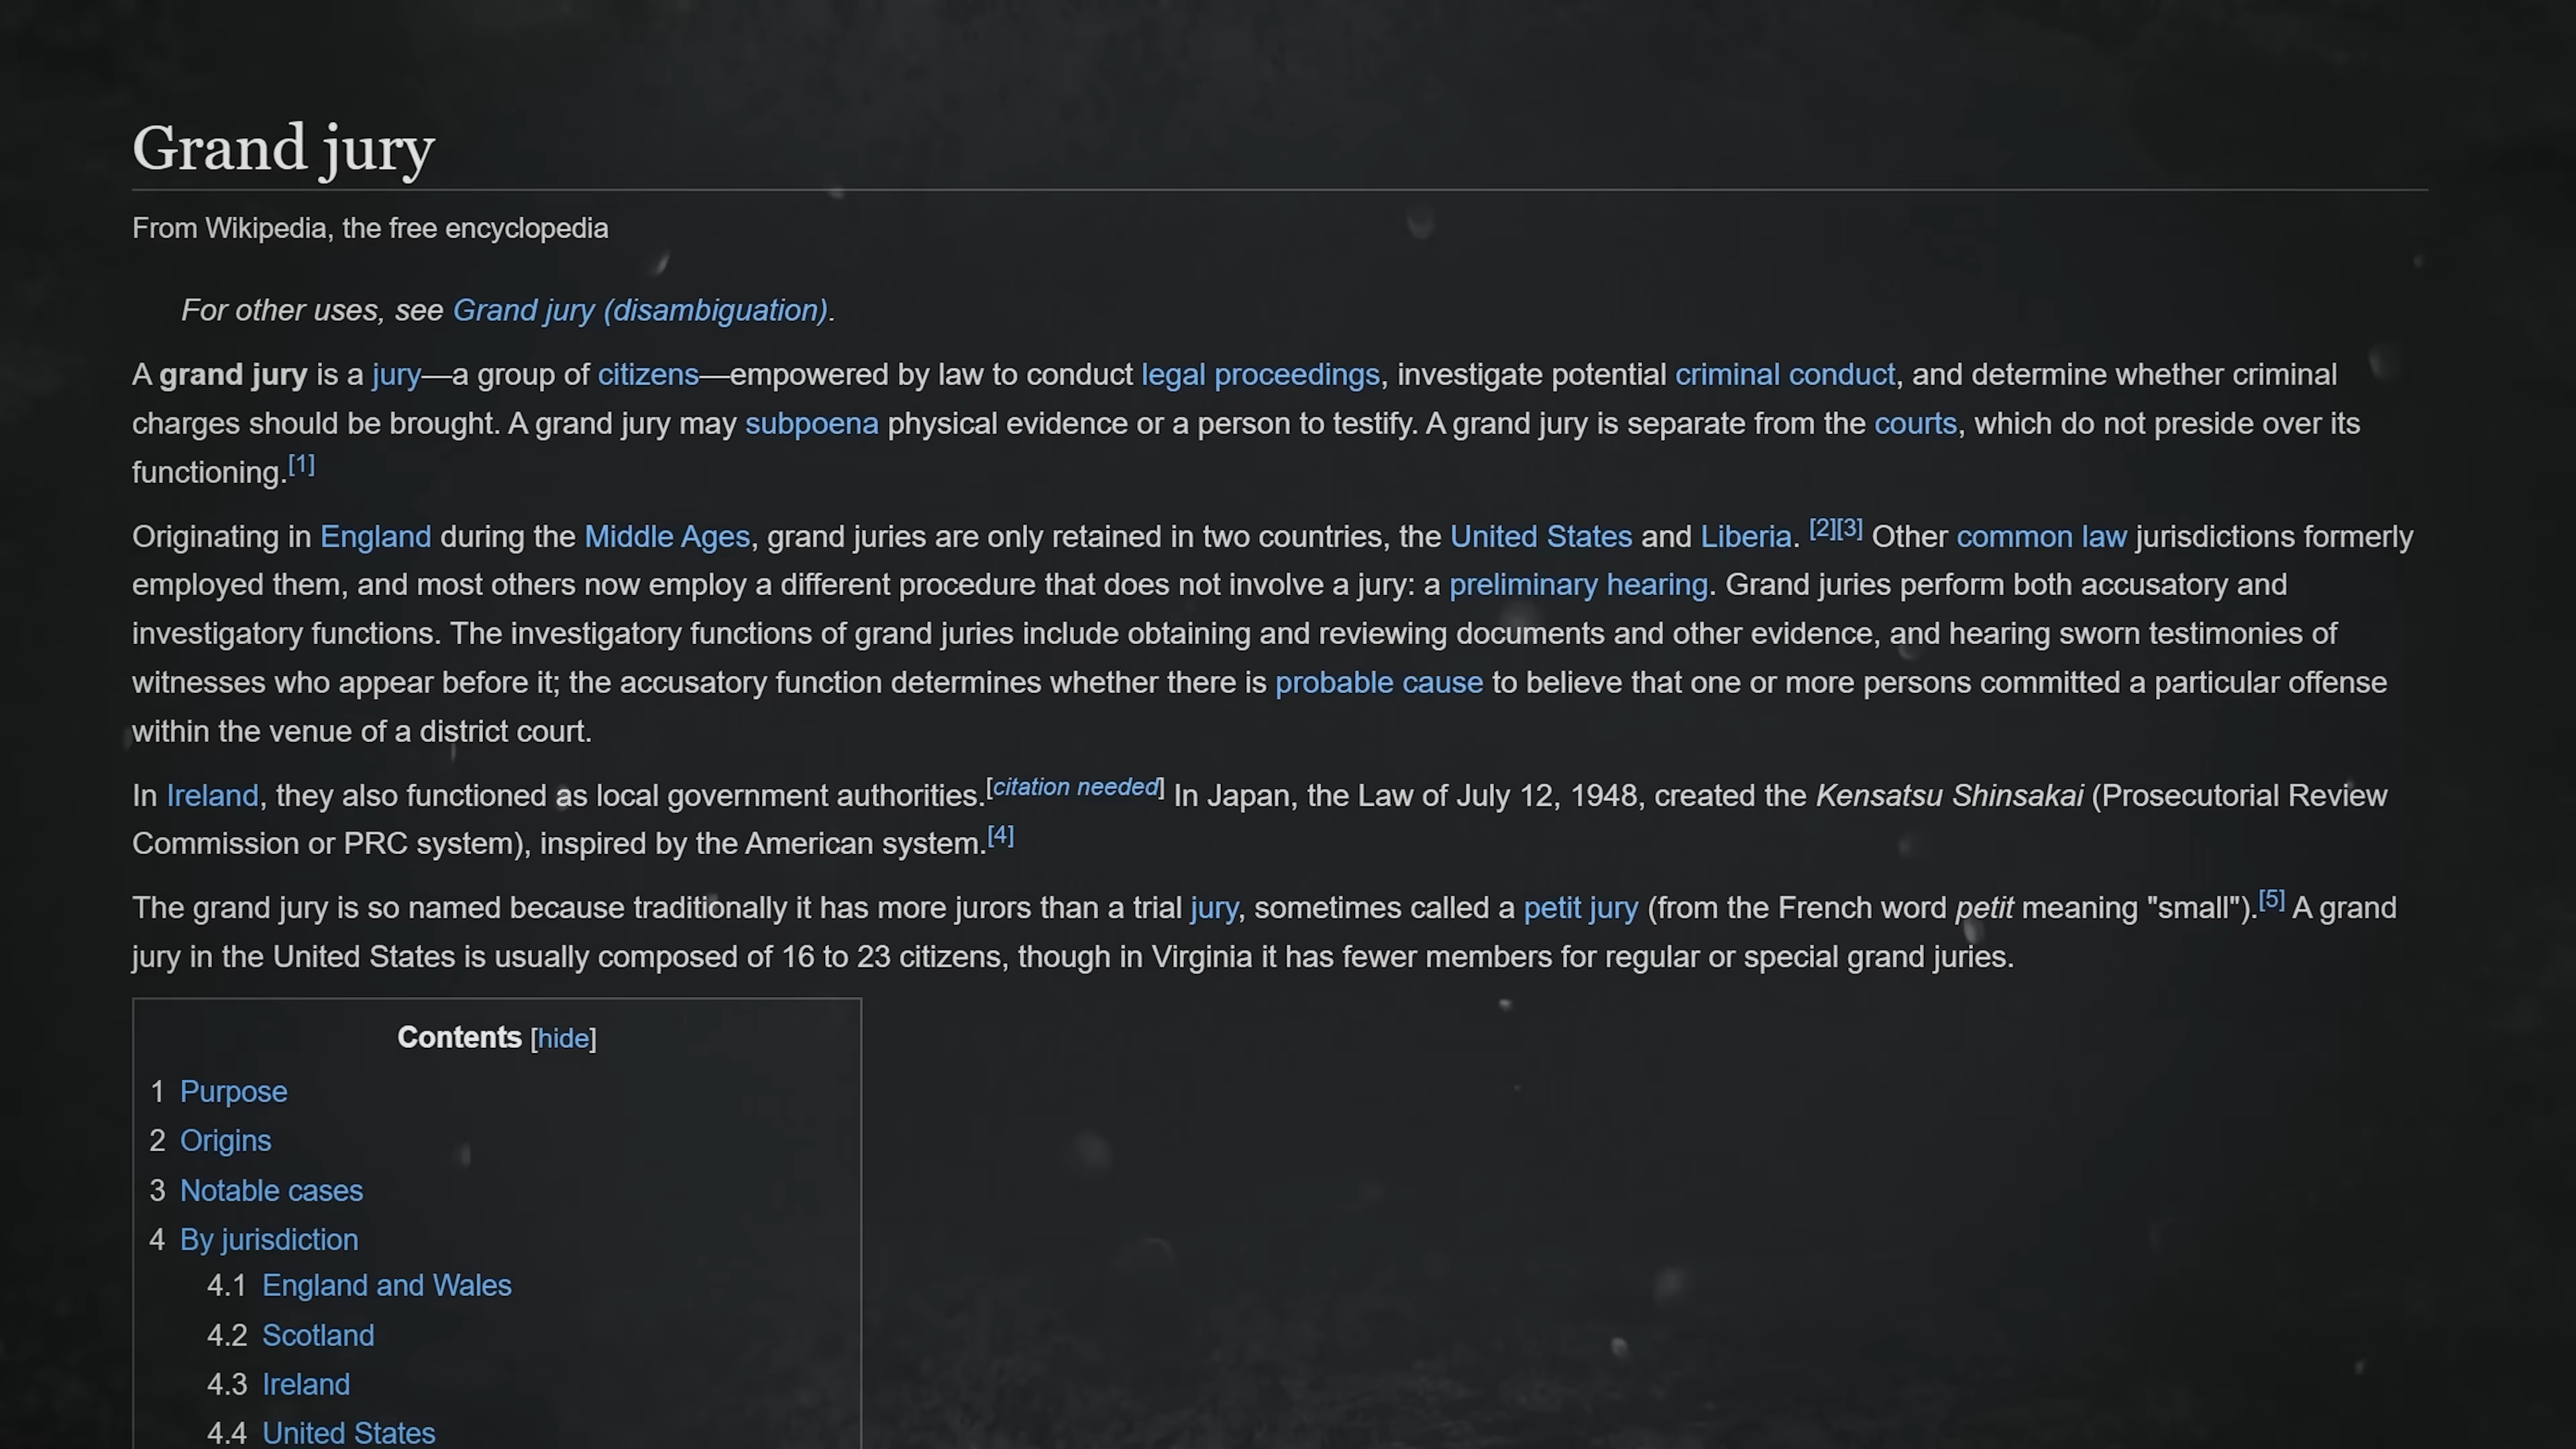 Grand jury
From Wikipedia, the free encyclopedia
For other uses, see Grand jury (disambiguation).
A grand jury is a jury—a group of citizens—empowered by law to conduct legal proceedings, investigate potential criminal conduct, and determine whether criminal
charges should be brought. A grand jury may subpoena physical evidence or a person to testify. A grand jury is separate from the courts, which do not preside over its
functioning.[1]
Originating in England during the Middle Ages, grand juries are only retained in two countries, the United States and Liberia. [2][3] Other common law jurisdictions formerly
employed them, and most others now employ a different procedure that does not involve a jury: a preliminary hearing. Grand juries perform both accusatory and
investigatory functions. The investigatory functions of grand juries include obtaining and reviewing documents and other evidence, and hearing sworn testimonies of
witnesses who appear before it; the accusatory function determines whether there is probable cause to believe that one or more persons committed a particular offense
within the venue of a district court.
In Ireland, they also functioned as local government authorities.[citation needed] In Japan, the Law of July 12, 1948, created the Kensatsu Shinsakai (Prosecutorial Review
Commission or PRC system), inspired by the American system.[4]
The grand jury is so named because traditionally it has more jurors than a trial jury, sometimes called a petit jury (from the French word petit meaning "small").[5] A grand
jury in the United States is usually composed of 16 to 23 citizens, though in Virginia it has fewer members for regular or special grand juries.
Contents [hide]
1 Purpose
2 Origins
3 Notable cases
4 By jurisdiction
4.1 England and Wales
4.2 Scotland
4.3 Ireland
4.4 United States